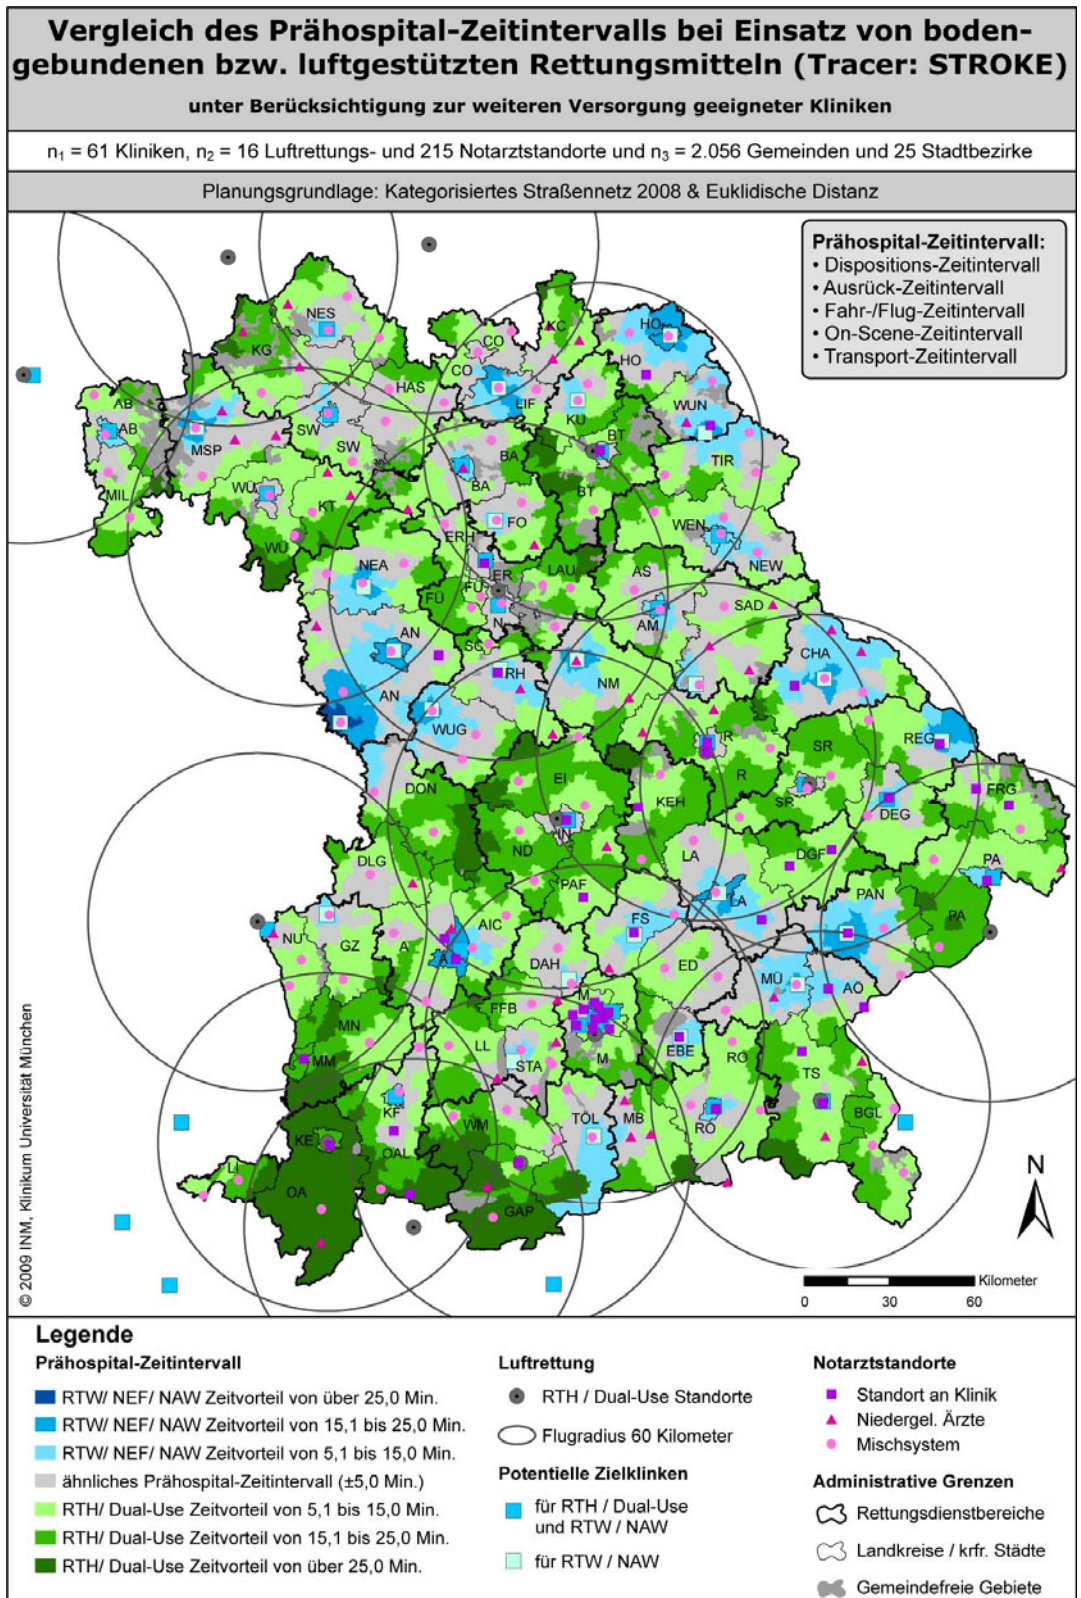 Vergleich des Prähospital-Zeitintervalls bei Einsatz von boden-
gebundenen bzw. luftgestützten Rettungsmitteln (Tracer: STROKE)
unter Berücksichtigung zur weiteren Versorgung geeigneter Kliniken
n₁ = 61 Kliniken, n₂ = 16 Luftrettungs- und 215 Notarztstandorte und n₃ = 2.056 Gemeinden und 25 Stadtbezirke
Planungsgrundlage: Kategorisiertes Straßennetz 2008 & Euklidische Distanz
Prähospital-Zeitintervall:
• Dispositions-Zeitintervall
• Ausrück-Zeitintervall
• Fahr-/Flug-Zeitintervall
• On-Scene-Zeitintervall
• Transport-Zeitintervall
NES
CO
KC
HO
KG
HO
CO
HAS
LIF
AB
KU
WUN
AB
SW
BT
MSP
SW
BA
TIR
BA
WÜ
BT
MIL
KT
FO
WEN
ERH
WÜ
NEW
ER
NEA
LAU
AS
FÜ
FÜ
SAD
N
AM
AN
SC
CHA
RH
NM
AN
WUG
R
SR
REG
EI
DON
R
KEH
SR
FRG
DEG
IN
ND
LA
DGF
DLG
PA
PAF
LA
PAN
PA
AIC
FS
NU
GZ
A
A
DAH
ED
MÜ
AÖ
M
FFB
MN
LL
EBE
RO
MM
M
STA
TS
KF
BGL
WM
TÖL
MB
RO
KE
OAL
LI
OA
GAP
N
Kilometer
0 30 60
© 2009 INM, Klinikum Universität München
Legende
Prähospital-Zeitintervall
RTW/ NEF/ NAW Zeitvorteil von über 25,0 Min.
RTW/ NEF/ NAW Zeitvorteil von 15,1 bis 25,0 Min.
RTW/ NEF/ NAW Zeitvorteil von 5,1 bis 15,0 Min.
ähnliches Prähospital-Zeitintervall (±5,0 Min.)
RTH/ Dual-Use Zeitvorteil von 5,1 bis 15,0 Min.
RTH/ Dual-Use Zeitvorteil von 15,1 bis 25,0 Min.
RTH/ Dual-Use Zeitvorteil von über 25,0 Min.
Luftrettung
RTH / Dual-Use Standorte
Flugradius 60 Kilometer
Potentielle Zielklinken
für RTH / Dual-Use
und RTW / NAW
für RTW / NAW
Notarztstandorte
Standort an Klinik
Niedergel. Ärzte
Mischsystem
Administrative Grenzen
Rettungsdienstbereiche
Landkreise / krfr. Städte
Gemeindefreie Gebiete